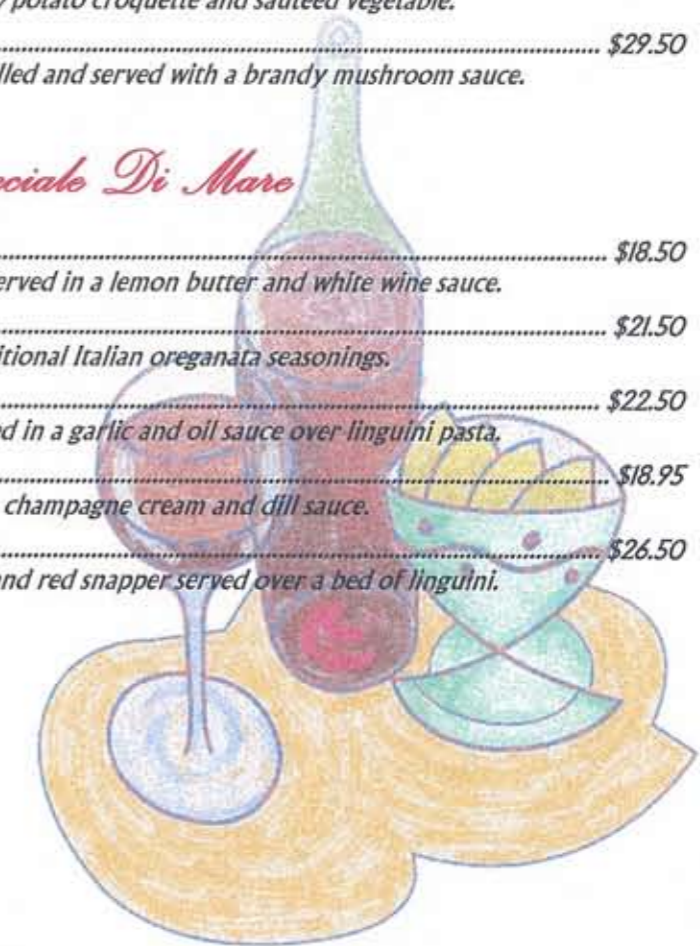 potato croquette and sauteed vegetable.
$29.50
lled and served with a brandy mushroom sauce.
eciale Di Mare
$18.50
erved in a lemon butter and white wine sauce.
$21.50
itional Italian oreganata seasonings.
$22.50
ed in a garlic and oil sauce over linguini pasta.
$18.95
champagne cream and dill sauce.
$26.50
and red snapper served over a bed of linguini.